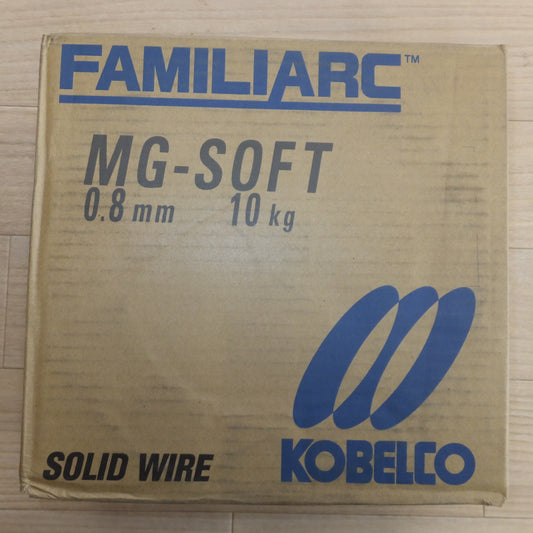 FAMILIARC™
MG-SOFT
0.8 mm 10 kg
SOLID WIRE
KOBELCO